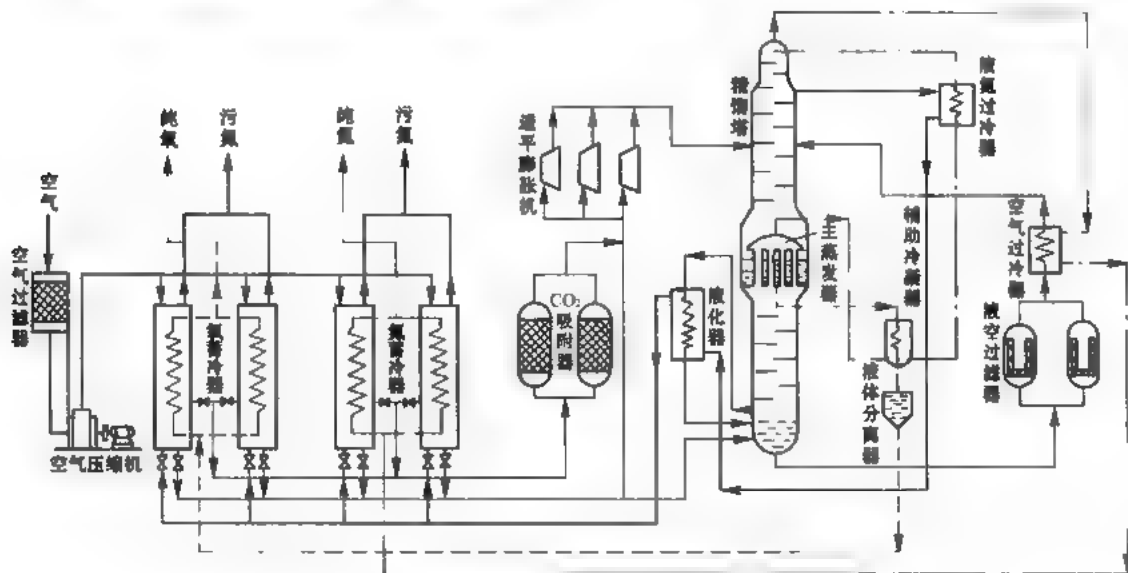 纯氧
污氮
纯氮
污氮
空气
空气过滤器
空气压缩机
氧蓄冷器
氮蓄冷器
透平膨胀机
CO₂
吸附器
精馏塔
主蒸发器
液化器
辅助冷凝器
液体分离器
液氮过冷器
空气过冷器
液空过滤器